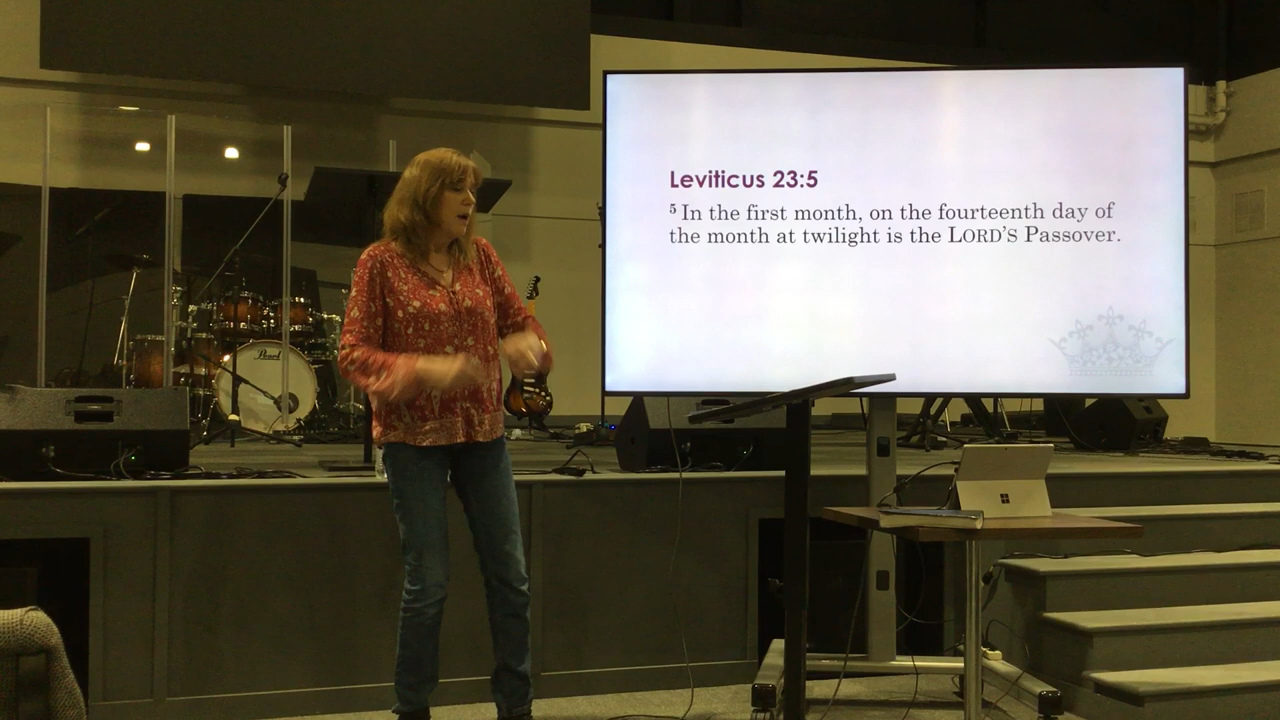 Leviticus 23:5
5 In the first month, on the fourteenth day of
the month at twilight is the LORD'S Passover.
Pearl